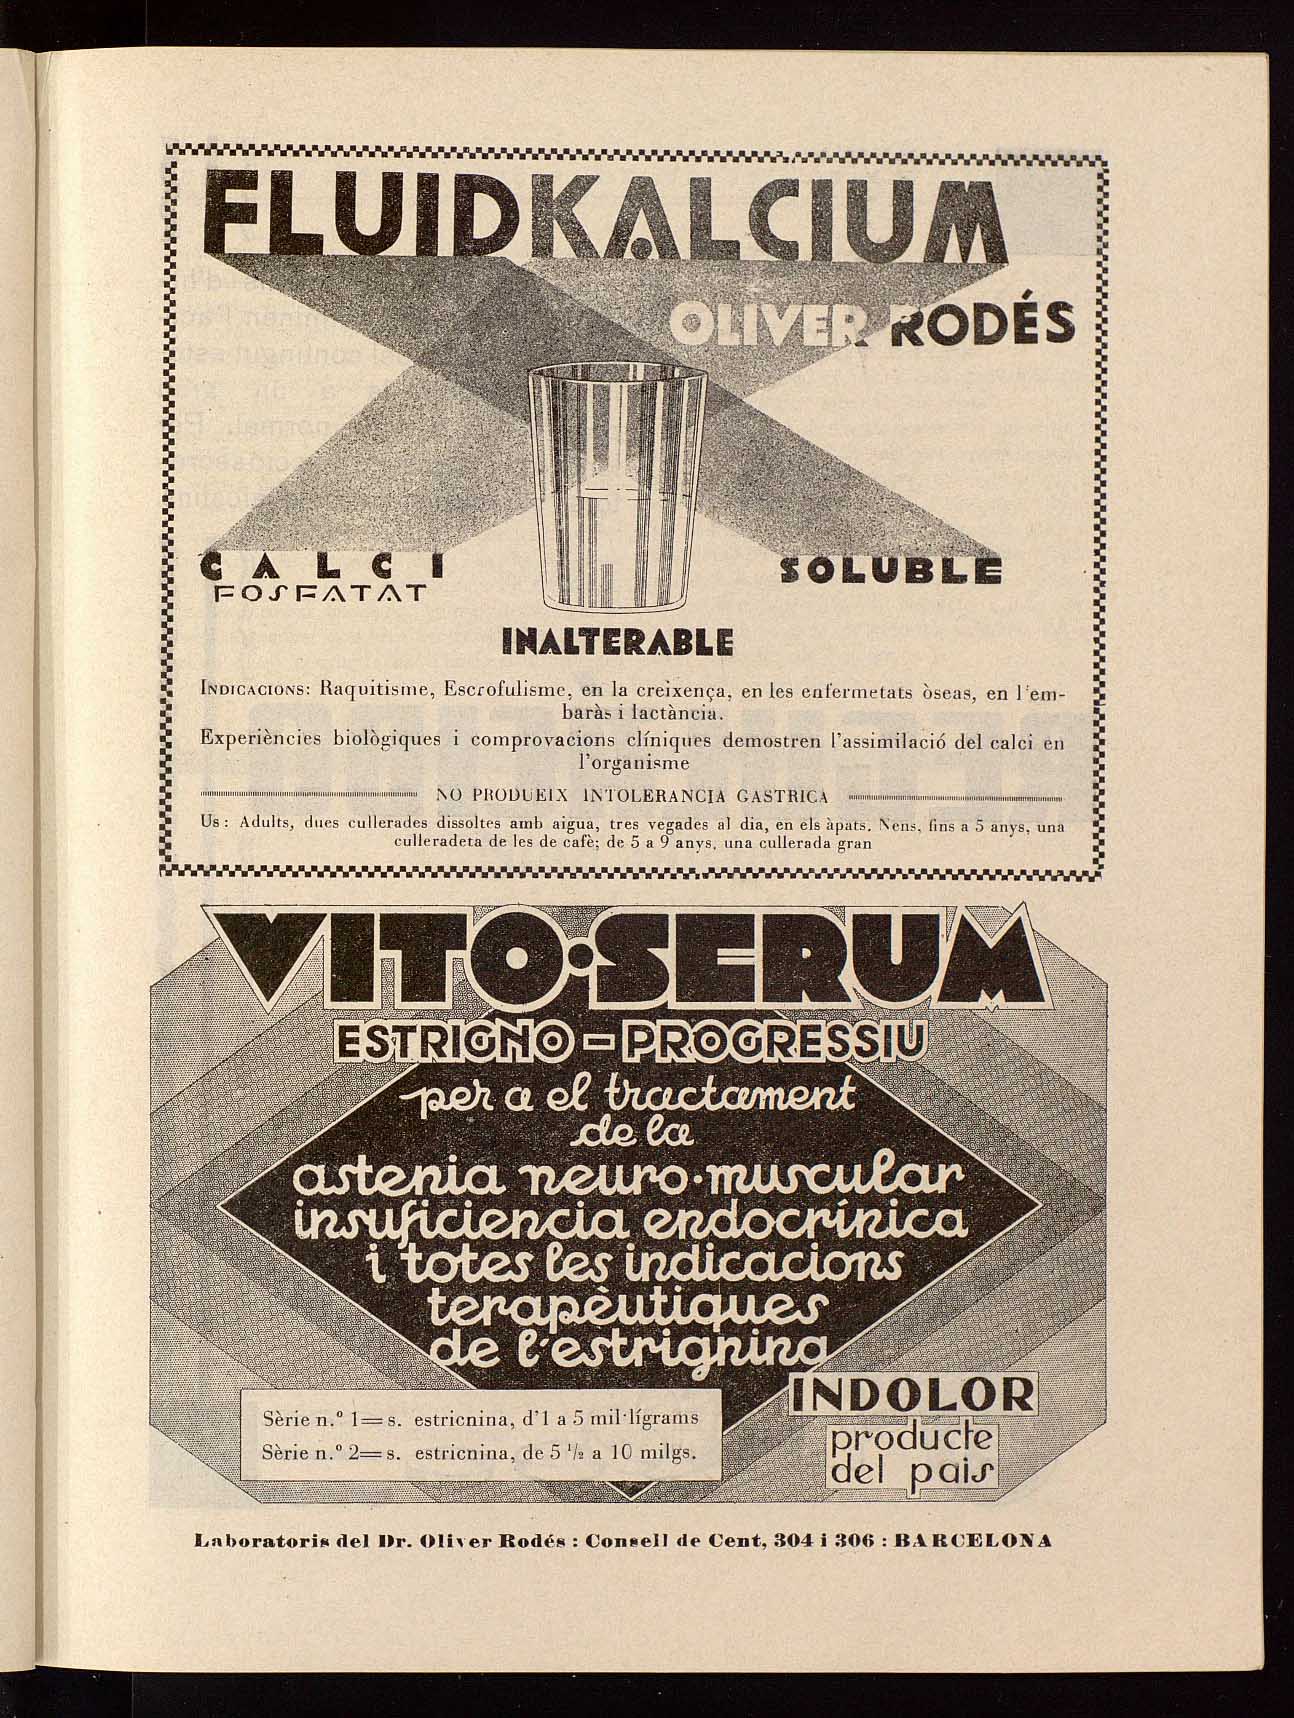 FLUIDKALCIUM
OLIVER RODÉS
CALCI
FOSFATAT
SOLUBLE
INALTERABLE
INDICACIONS: Raquitisme, Escrofulisme, en la creixença, en les enfermetats òseas, en l'em-
baràs i lactància.
Experiències biològiques i comprovacions clíniques demostren l'assimilació del calci en
l'organisme
NO PRODUEIX INTOLERANCIA GASTRICA
Us: Adults, dues cullerades dissoltes amb aigua, tres vegades al dia, en els àpats. Nens, fins a 5 anys, una
culleradeta de les de cafè; de 5 a 9 anys, una cullerada gran
VITO·SERUM
ESTRIGNO - PROGRESSIU
per a el tractament
de la
astenia neuro·muscular
insuficiencia endocrínica
i totes les indicacions
terapèutiques
de l'estrignina
Sèrie n.º 1 = s. estricnina, d'1 a 5 mil·lígrams
Sèrie n.º 2 = s. estricnina, de 5 1/2 a 10 milgs.
INDOLOR
producte
del pais
Laboratoris del Dr. Oliver Rodés : Consell de Cent, 304 i 306 : BARCELONA